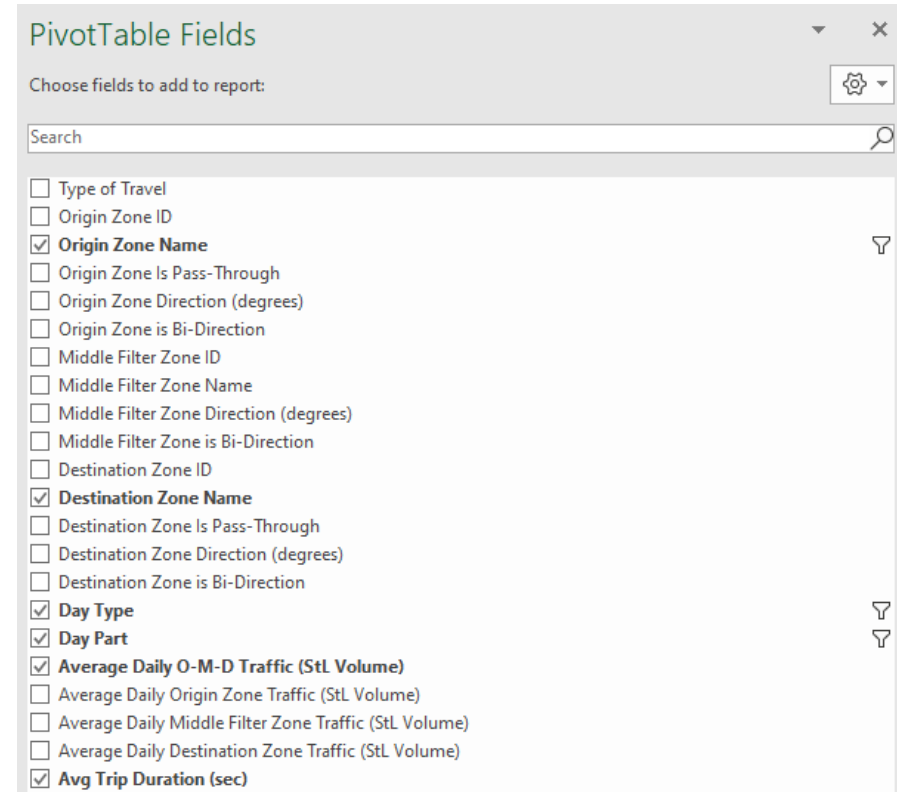 PivotTable Fields
Choose fields to add to report:
Search
Type of Travel
Origin Zone ID
Origin Zone Name
Origin Zone Is Pass-Through
Origin Zone Direction (degrees)
Origin Zone is Bi-Direction
Middle Filter Zone ID
Middle Filter Zone Name
Middle Filter Zone Direction (degrees)
Middle Filter Zone is Bi-Direction
Destination Zone ID
Destination Zone Name
Destination Zone Is Pass-Through
Destination Zone Direction (degrees)
Destination Zone is Bi-Direction
Day Type
Day Part
Average Daily O-M-D Traffic (StL Volume)
Average Daily Origin Zone Traffic (StL Volume)
Average Daily Middle Filter Zone Traffic (StL Volume)
Average Daily Destination Zone Traffic (StL Volume)
Avg Trip Duration (sec)